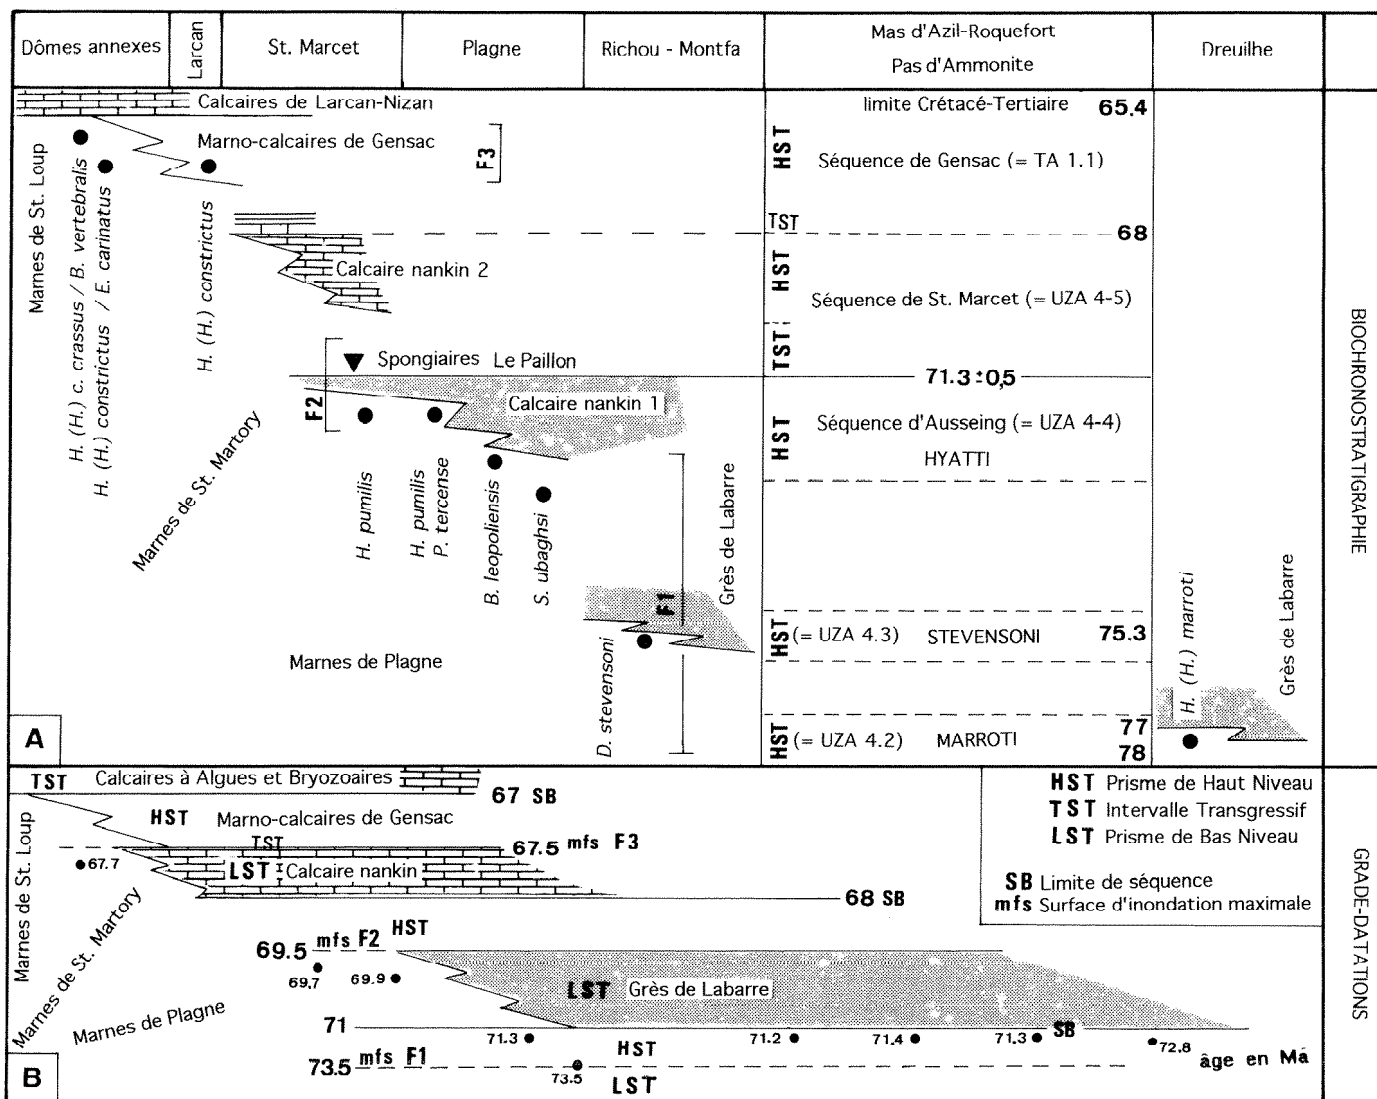 Dômes annexes
Larcan
St. Marcet
Plagne
Richou - Montfa
Mas d'Azil-Roquefort
Pas d'Ammonite
Dreuilhe
Calcaires de Larcan-Nizan
Marno-calcaires de Gensac
F3
Marnes de St. Loup
H. (H.) c. crassus / B. vertebralis
H. (H.) constrictus / E. carinatus
H. (H.) constrictus
Calcaire nankin 2
F2
Spongiaires Le Paillon
Calcaire nankin 1
Marnes de St. Martory
H. pumilis
H. pumilis
P. tercense
B. leopoliensis
S. ubaghsi
F1
Grès de Labarre
D. stevensoni
Marnes de Plagne
limite Crétacé-Tertiaire 65.4
HST
Séquence de Gensac (= TA 1.1)
TST
68
HST
Séquence de St. Marcet (= UZA 4-5)
TST
71.3±0,5
HST
Séquence d'Ausseing (= UZA 4-4)
HYATTI
HST (= UZA 4.3) STEVENSONI 75.3
77
HST (= UZA 4.2) MARROTI
78
H. (H.) marroti
Grès de Labarre
BIOCHRONOSTRATIGRAPHIE
A
TST Calcaires à Algues et Bryozoaires
67 SB
HST Marno-calcaires de Gensac
TST
67.5 mfs F3
67.7
LST Calcaire nankin
68 SB
Marnes de St. Loup
Marnes de St. Martory
Marnes de Plagne
HST
69.5 mfs F2
69.7
69.9
LST Grès de Labarre
71
SB
71.3
HST
71.2
71.4
71.3
72.8
73.5 mfs F1
73.5
LST
âge en Ma
HST Prisme de Haut Niveau
TST Intervalle Transgressif
LST Prisme de Bas Niveau
SB Limite de séquence
mfs Surface d'inondation maximale
GRADE-DATATIONS
B